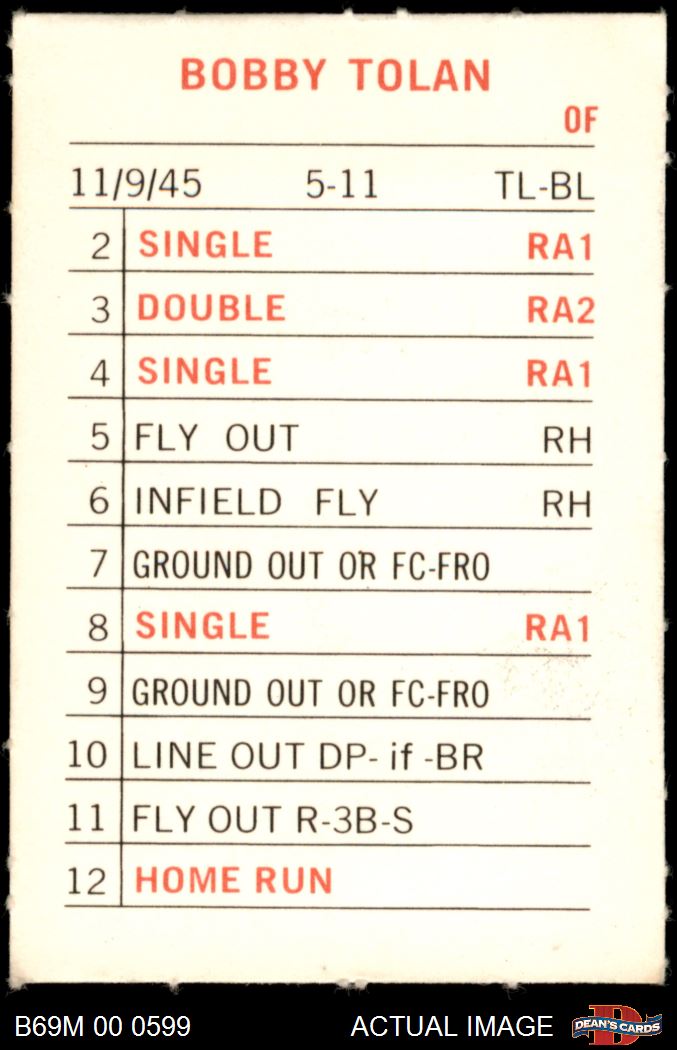 BOBBY TOLAN
OF
11/9/45 5-11 TL-BL
2 SINGLE RA1
3 DOUBLE RA2
4 SINGLE RA1
5 FLY OUT RH
6 INFIELD FLY RH
7 GROUND OUT OR FC-FRO
8 SINGLE RA1
9 GROUND OUT OR FC-FRO
10 LINE OUT DP- if -BR
11 FLY OUT R-3B-S
12 HOME RUN
B69M 00 0599 ACTUAL IMAGE D DEAN'S CARDS